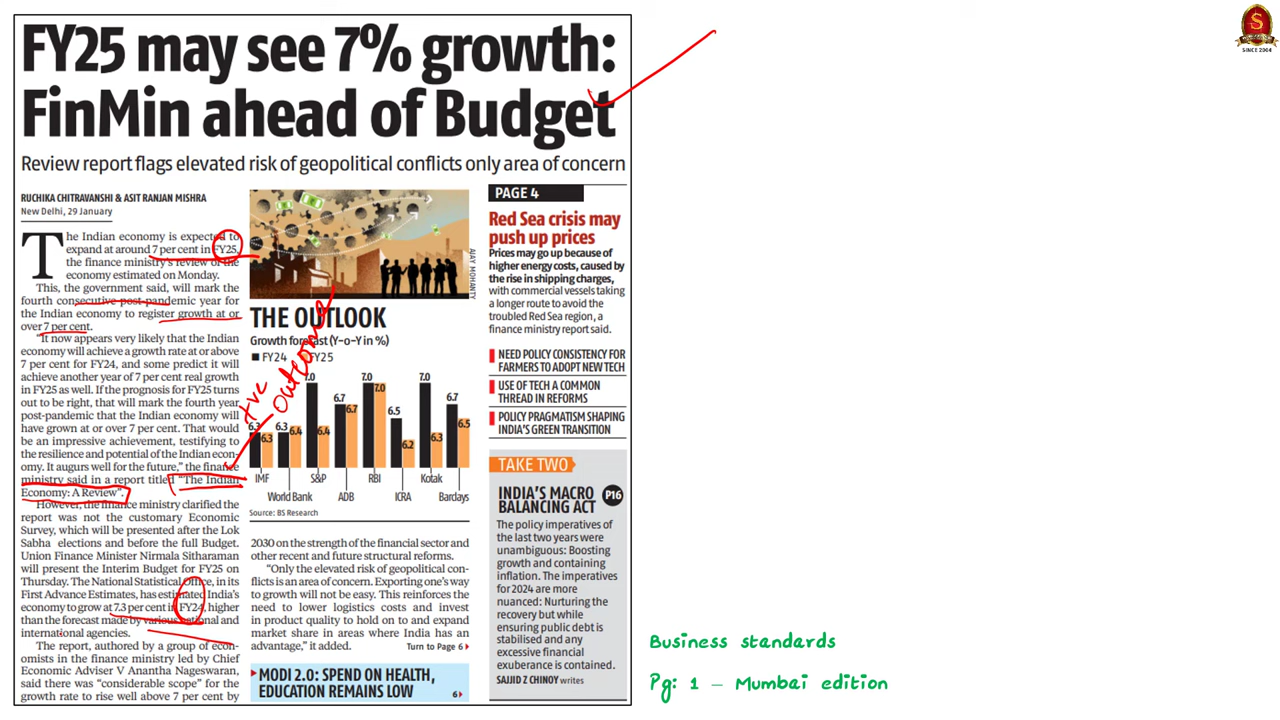 FY25 may see 7% growth:
FinMin ahead of Budget
Review report flags elevated risk of geopolitical conflicts only area of concern
RUCHIKA CHITRAVANSHI & ASIT RANJAN MISHRA
New Delhi, 29 January
The Indian economy is expected to
expand at around 7 per cent in FY25,
the finance ministry's review of the
economy estimated on Monday.
This, the government said, will mark the
fourth consecutive post-pandemic year for
the Indian economy to register growth at or
over 7 per cent.
"It now appears very likely that the Indian
economy will achieve a growth rate at or above
7 per cent for FY24, and some predict it will
achieve another year of 7 per cent real growth
in FY25 as well. If the prognosis for FY25 turns
out to be right, that will mark the fourth year
post-pandemic that the Indian economy will
have grown at or over 7 per cent. That would
be an impressive achievement, testifying to
the resilience and potential of the Indian econ-
omy. It augurs well for the future," the finance
ministry said in a report titled "The Indian
Economy: A Review".
However, the finance ministry clarified the
report was not the customary Economic
Survey, which will be presented after the Lok
Sabha elections and before the full Budget.
Union Finance Minister Nirmala Sitharaman
will present the Interim Budget for FY25 on
Thursday. The National Statistical Office, in its
First Advance Estimates, has estimated India's
economy to grow at 7.3 per cent in FY24, higher
than the forecast made by various national and
international agencies.
The report, authored by a group of econ-
omists in the finance ministry led by Chief
Economic Adviser V Anantha Nageswaran,
said there was "considerable scope" for the
growth rate to rise well above 7 per cent by
AJAY MOHANTY
+ve outcome
THE OUTLOOK
Growth forecast (Y-o-Y in %)
FY24 FY25
6.3 6.3 6.3 6.4 7.0 6.4 6.7 6.7 7.0 7.0 6.5 6.2 7.0 6.3 6.7 6.5
IMF S&P RBI Kotak
World Bank ADB ICRA Barclays
Source: BS Research
2030 on the strength of the financial sector and
other recent and future structural reforms.
"Only the elevated risk of geopolitical con-
flicts is an area of concern. Exporting one's way
to growth will not be easy. This reinforces the
need to lower logistics costs and invest
in product quality to hold on to and expand
market share in areas where India has an
advantage," it added. Turn to Page 6
MODI 2.0: SPEND ON HEALTH,
EDUCATION REMAINS LOW 6
PAGE 4
Red Sea crisis may
push up prices
Prices may go up because of
higher energy costs, caused by
the rise in shipping charges,
with commercial vessels taking
a longer route to avoid the
troubled Red Sea region, a
finance ministry report said.
NEED POLICY CONSISTENCY FOR
FARMERS TO ADOPT NEW TECH
USE OF TECH A COMMON
THREAD IN REFORMS
POLICY PRAGMATISM SHAPING
INDIA'S GREEN TRANSITION
TAKE TWO
INDIA'S MACRO P16
BALANCING ACT
The policy imperatives of
the last two years were
unambiguous: Boosting
growth and containing
inflation. The imperatives
for 2024 are more
nuanced: Nurturing the
recovery but while
ensuring public debt is
stabilised and any
excessive financial
exuberance is contained.
SAJJID Z CHINOY writes
Business standards
Pg: 1 – Mumbai edition
S
SINCE 2004